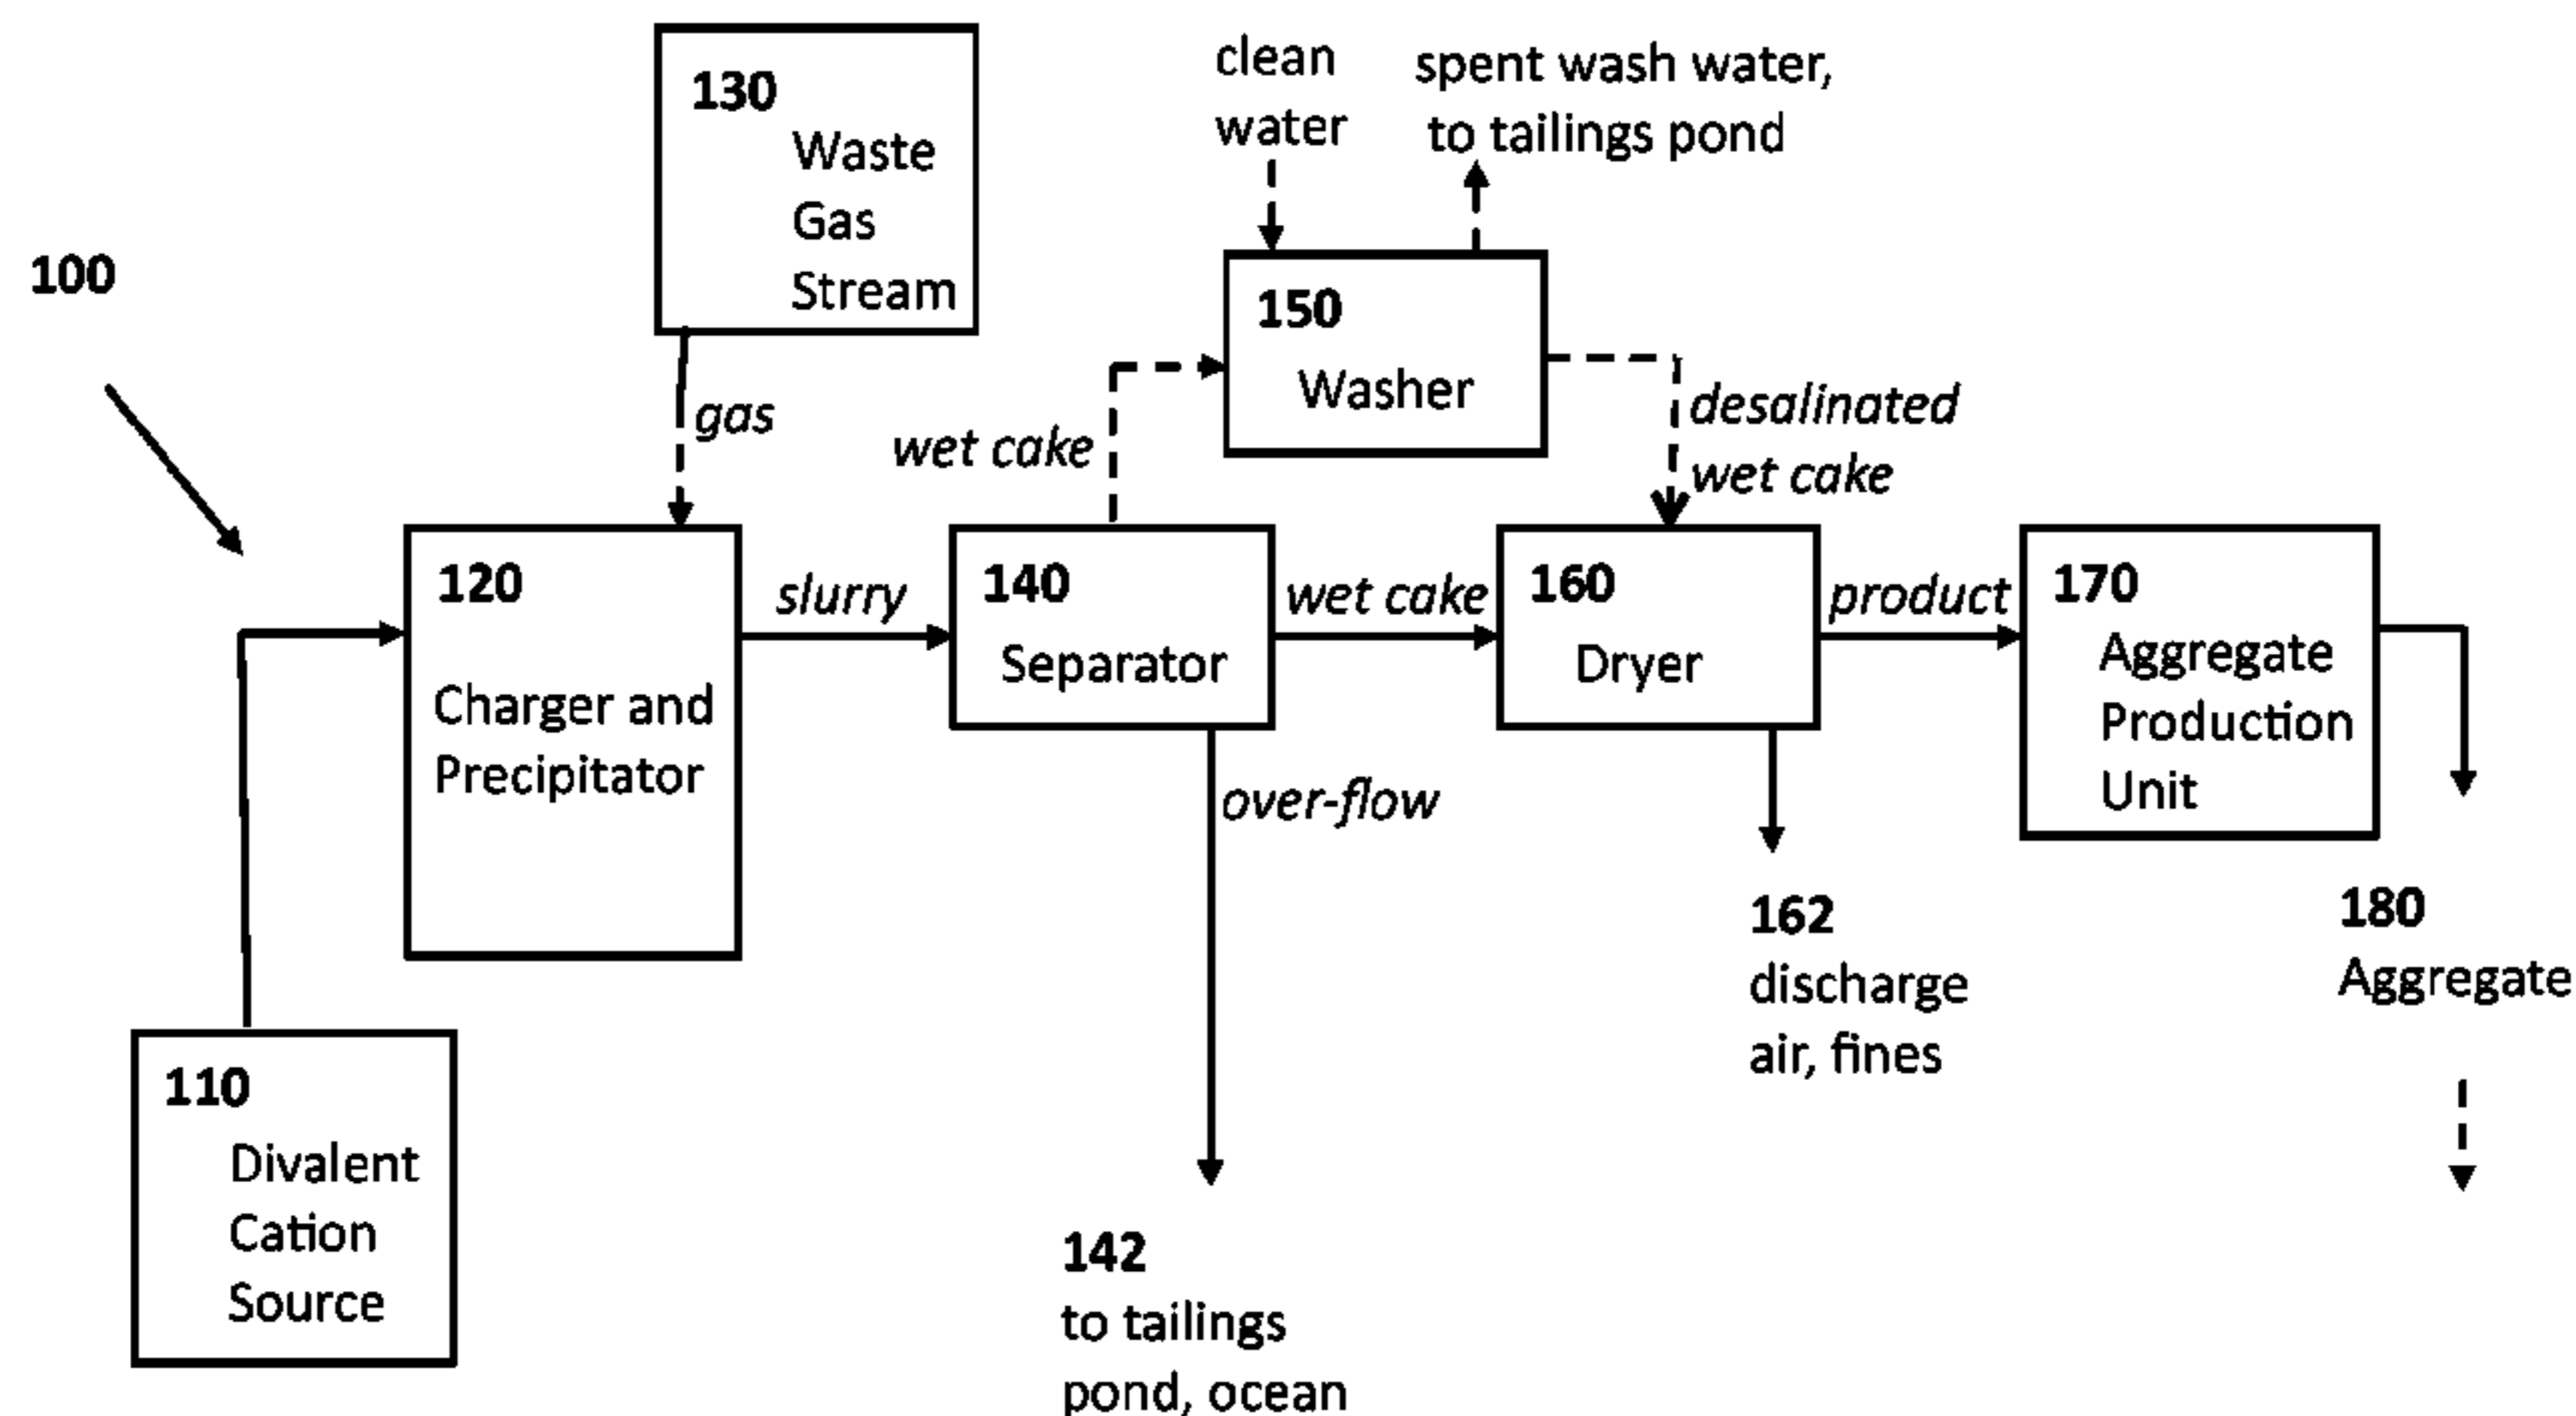 100
130
Waste
Gas
Stream
gas
clean
water
spent wash water,
to tailings pond
150
Washer
wet cake
desalinated
wet cake
120
Charger and
Precipitator
slurry
140
Separator
wet cake
160
Dryer
product
170
Aggregate
Production
Unit
over-flow
110
Divalent
Cation
Source
142
to tailings
pond, ocean
162
discharge
air, fines
180
Aggregate